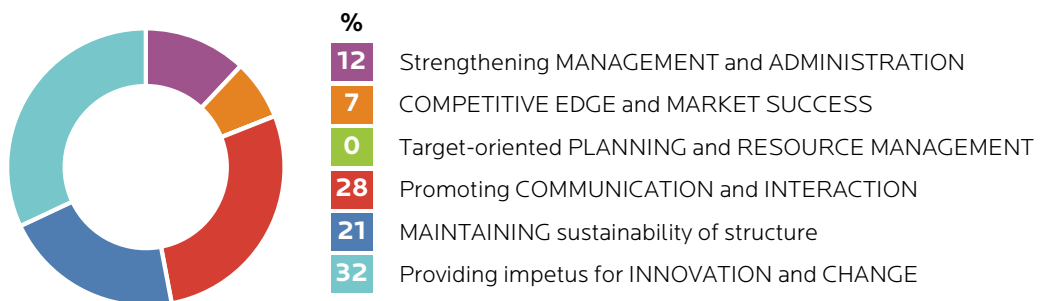 %
12 Strengthening MANAGEMENT and ADMINISTRATION
7 COMPETITIVE EDGE and MARKET SUCCESS
0 Target-oriented PLANNING and RESOURCE MANAGEMENT
28 Promoting COMMUNICATION and INTERACTION
21 MAINTAINING sustainability of structure
32 Providing impetus for INNOVATION and CHANGE